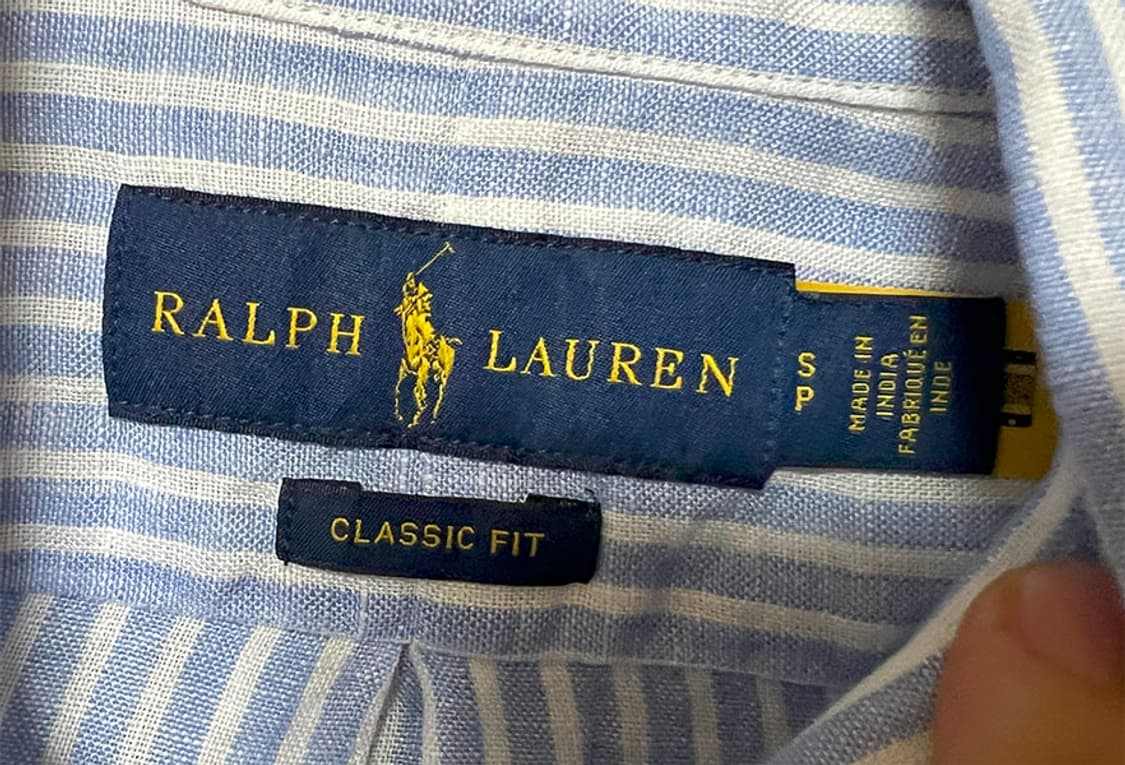 RALPH LAUREN
S
P
MADE IN
INDIA
FABRIQUÉ EN
INDE
CLASSIC FIT